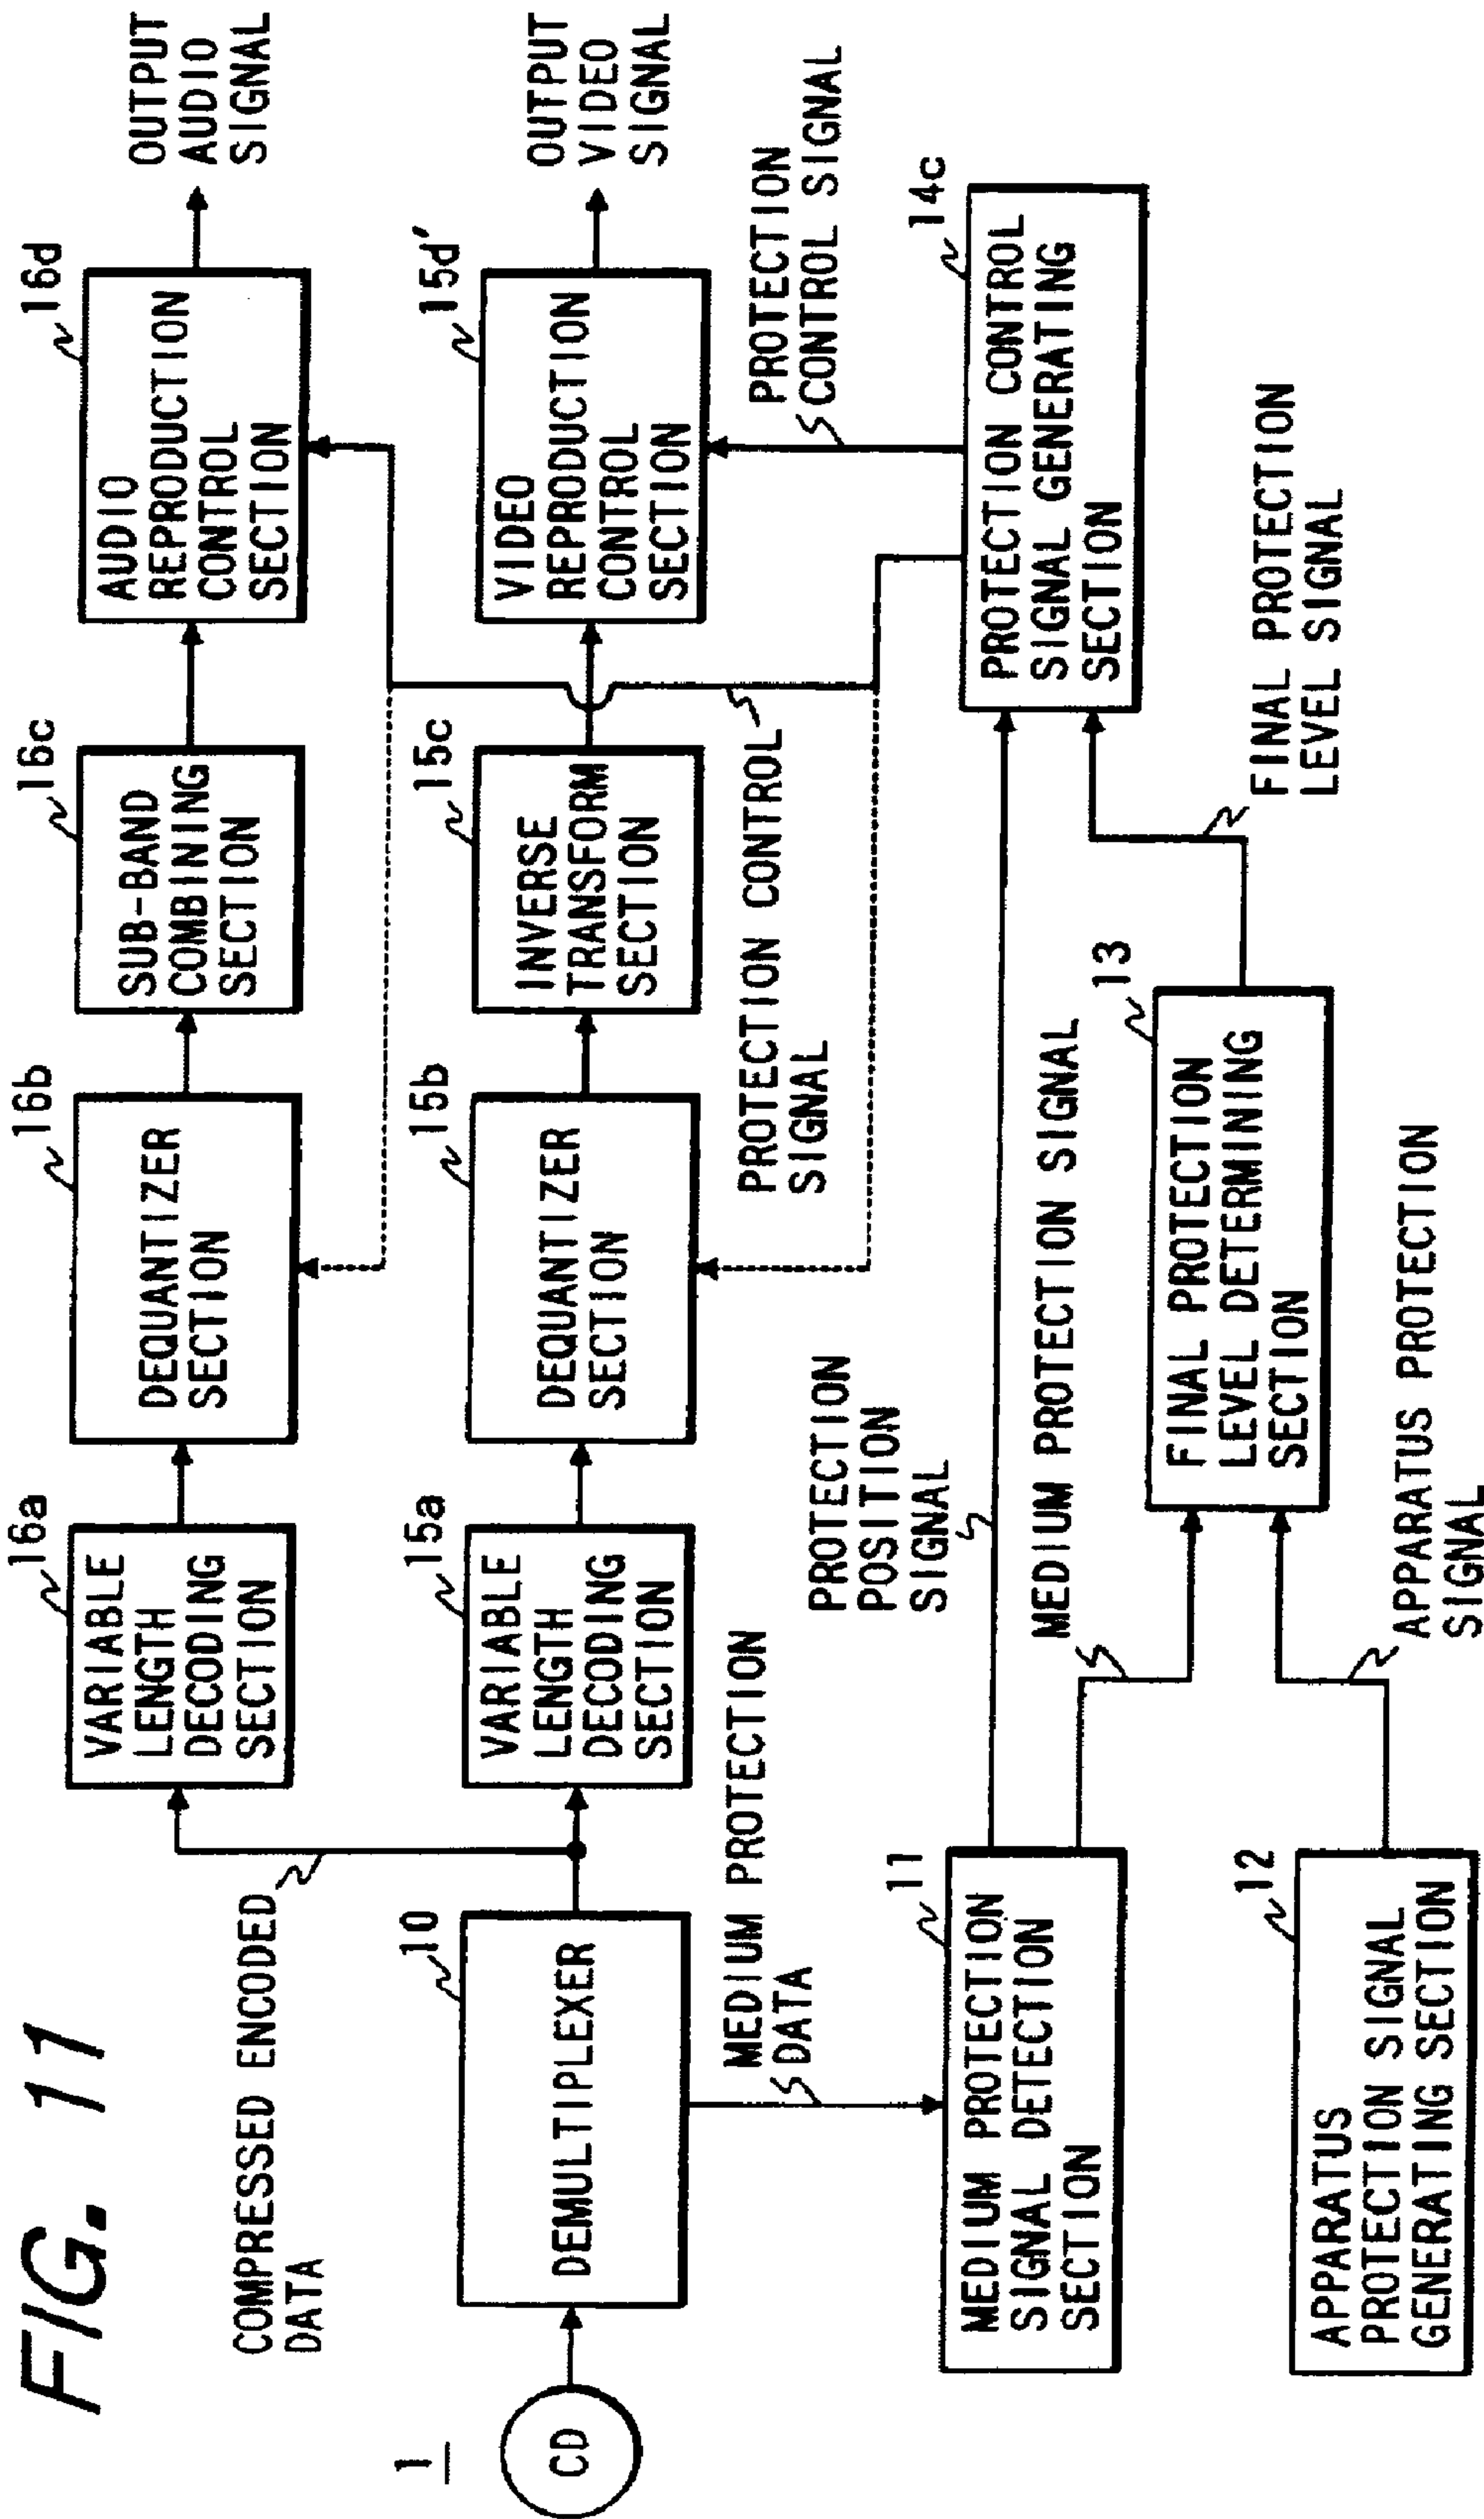 FIG. 11
COMPRESSED ENCODED
DATA
16a
VARIABLE
LENGTH
DECODING
SECTION
16b
DEQUANTIZER
SECTION
16c
SUB-BAND
COMBINING
SECTION
16d
AUDIO
REPRODUCTION
CONTROL
SECTION
OUTPUT
AUDIO
SIGNAL
1
CD
10
DEMULTIPLEXER
15a
VARIABLE
LENGTH
DECODING
SECTION
15b
DEQUANTIZER
SECTION
15c
INVERSE
TRANSFORM
SECTION
15d'
VIDEO
REPRODUCTION
CONTROL
SECTION
OUTPUT
VIDEO
SIGNAL
MEDIUM PROTECTION
DATA
PROTECTION
POSITION
SIGNAL
PROTECTION CONTROL
SIGNAL
PROTECTION
CONTROL SIGNAL
11
MEDIUM PROTECTION
SIGNAL DETECTION
SECTION
MEDIUM PROTECTION SIGNAL
14c
PROTECTION CONTROL
SIGNAL GENERATING
SECTION
13
FINAL PROTECTION
LEVEL DETERMINING
SECTION
FINAL PROTECTION
LEVEL SIGNAL
12
APPARATUS
PROTECTION SIGNAL
GENERATING SECTION
APPARATUS PROTECTION
SIGNAL